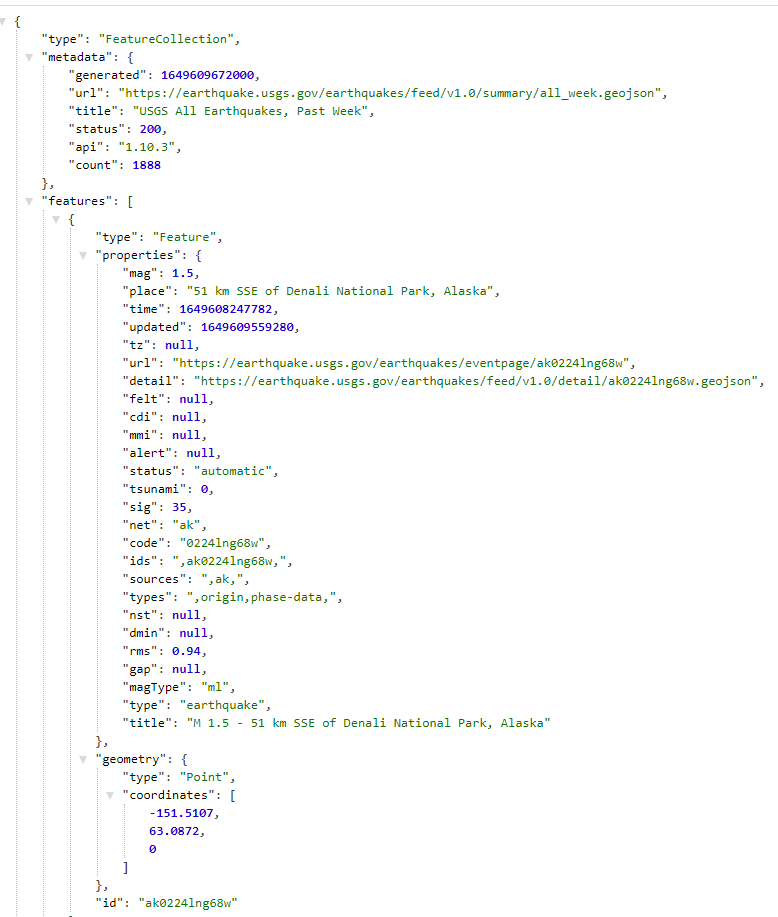 {
"type": "FeatureCollection",
"metadata": {
"generated": 1649609672000,
"url": "https://earthquake.usgs.gov/earthquakes/feed/v1.0/summary/all_week.geojson",
"title": "USGS All Earthquakes, Past Week",
"status": 200,
"api": "1.10.3",
"count": 1888
},
"features": [
{
"type": "Feature",
"properties": {
"mag": 1.5,
"place": "51 km SSE of Denali National Park, Alaska",
"time": 1649608247782,
"updated": 1649609559280,
"tz": null,
"url": "https://earthquake.usgs.gov/earthquakes/eventpage/ak0224lng68w",
"detail": "https://earthquake.usgs.gov/earthquakes/feed/v1.0/detail/ak0224lng68w.geojson",
"felt": null,
"cdi": null,
"mmi": null,
"alert": null,
"status": "automatic",
"tsunami": 0,
"sig": 35,
"net": "ak",
"code": "0224lng68w",
"ids": ",ak0224lng68w,",
"sources": ",ak,",
"types": ",origin,phase-data,",
"nst": null,
"dmin": null,
"rms": 0.94,
"gap": null,
"magType": "ml",
"type": "earthquake",
"title": "M 1.5 - 51 km SSE of Denali National Park, Alaska"
},
"geometry": {
"type": "Point",
"coordinates": [
-151.5107,
63.0872,
0
]
},
"id": "ak0224lng68w"